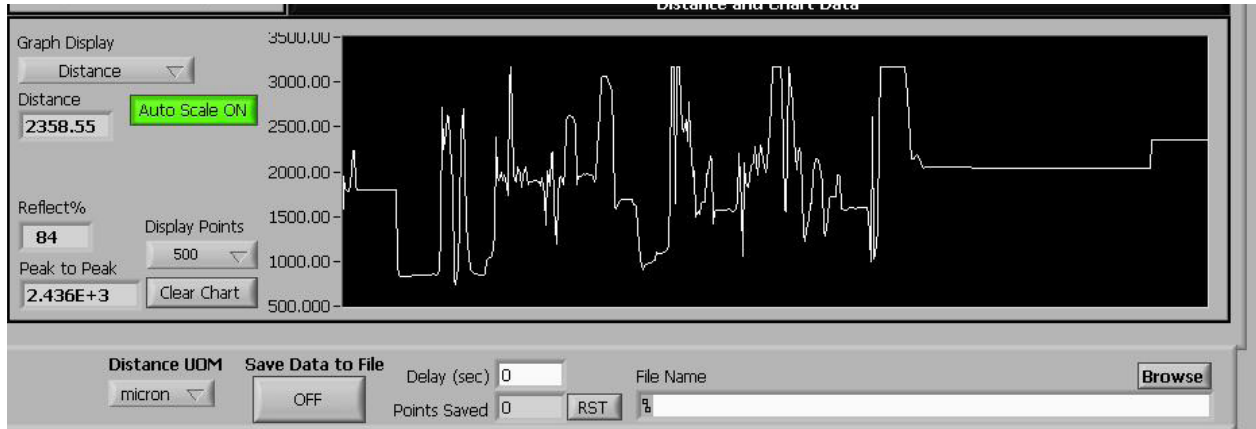 Distance and Chart Data
Graph Display
Distance
Distance
2358.55
Auto Scale ON
Reflect%
84
Display Points
500
Peak to Peak
2.436E+3
Clear Chart
3500.00
3000.00
2500.00
2000.00
1500.00
1000.00
500.000
Distance UOM
micron
Save Data to File
OFF
Delay (sec) 0
Points Saved 0 RST
File Name
Browse